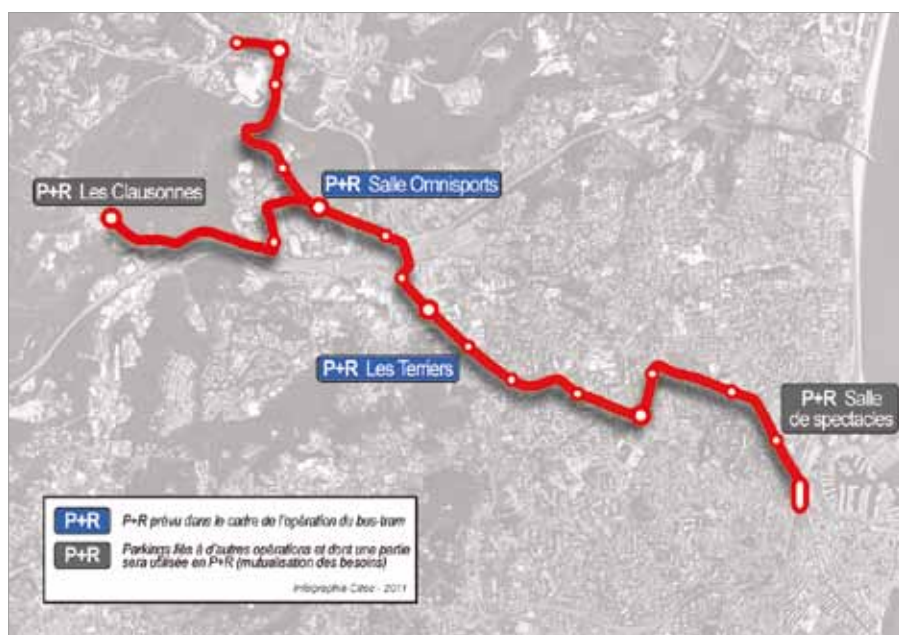 P+R Les Clausonnes
P+R Salle Omnisports
P+R Les Terriers
P+R Salle
de spectacles
P+R P+R prévu dans le cadre de l'opération du bus-tram
P+R Parkings liés à d'autres opérations et dont une partie
sera utilisée en P+R (mutualisation des besoins)
Infographie Citec - 2011